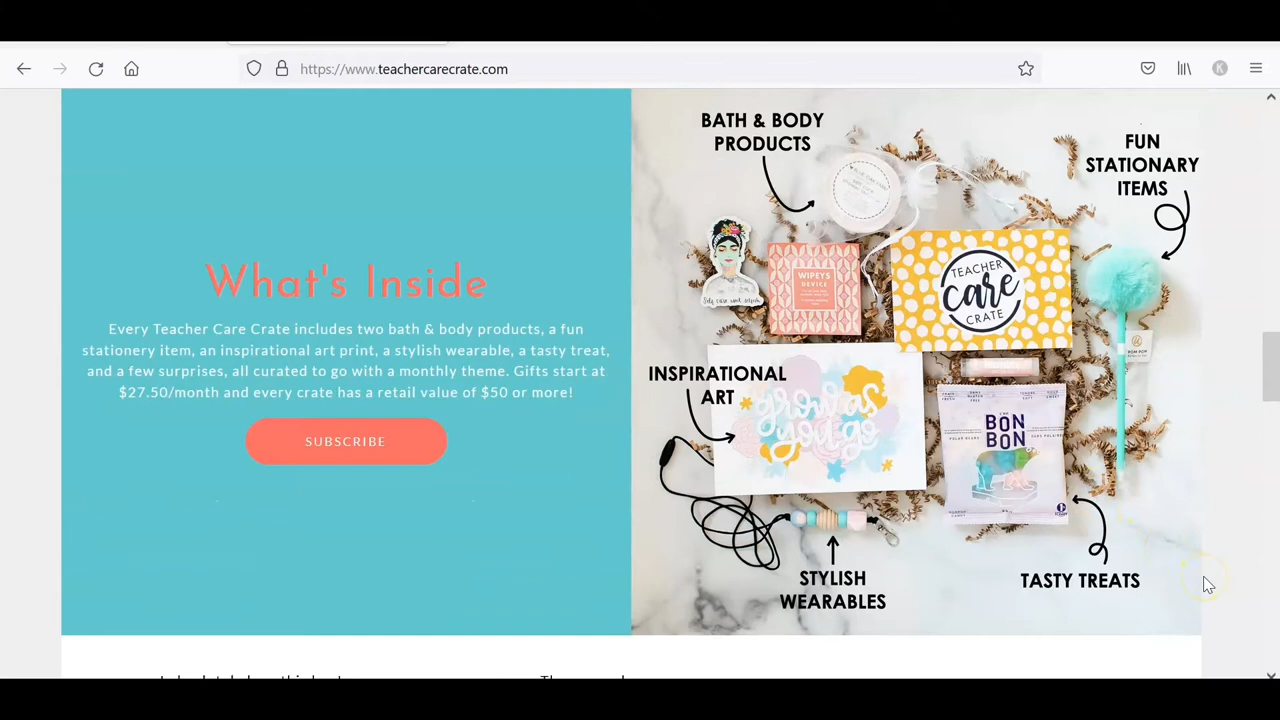 https://www.teachercarecrate.com
K
What's Inside
Every Teacher Care Crate includes two bath & body products, a fun
stationery item, an inspirational art print, a stylish wearable, a tasty treat,
and a few surprises, all curated to go with a monthly theme. Gifts start at
$27.50/month and every crate has a retail value of $50 or more!
SUBSCRIBE
BATH & BODY
PRODUCTS
FUN
STATIONARY
ITEMS
WIPEYS
DEVICE
TEACHER
care
CRATE
POM POM
INSPIRATIONAL
ART
grow as
you go
BON
BON
STYLISH
WEARABLES
TASTY TREATS